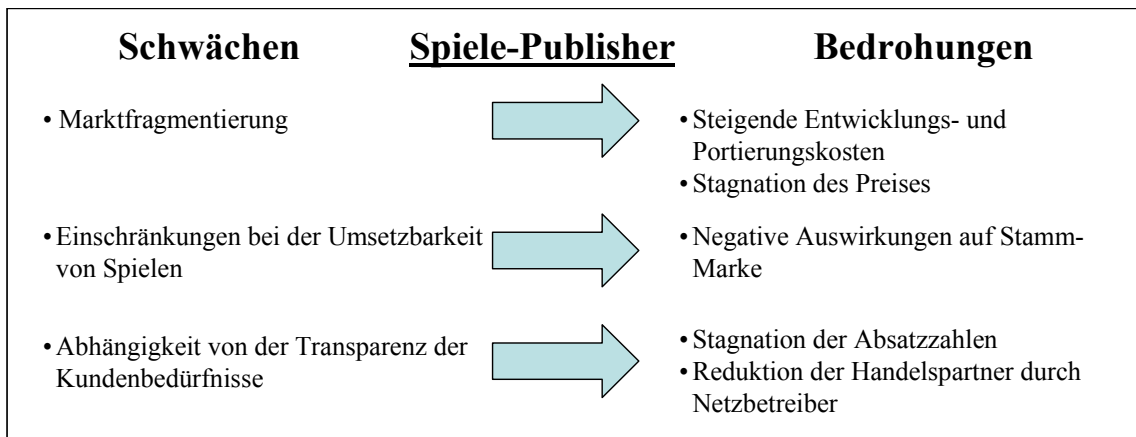 Schwächen Spiele-Publisher Bedrohungen
• Marktfragmentierung
• Steigende Entwicklungs- und
Portierungskosten
• Stagnation des Preises
• Einschränkungen bei der Umsetzbarkeit
von Spielen
• Negative Auswirkungen auf Stamm-
Marke
• Abhängigkeit von der Transparenz der
Kundenbedürfnisse
• Stagnation der Absatzzahlen
• Reduktion der Handelspartner durch
Netzbetreiber